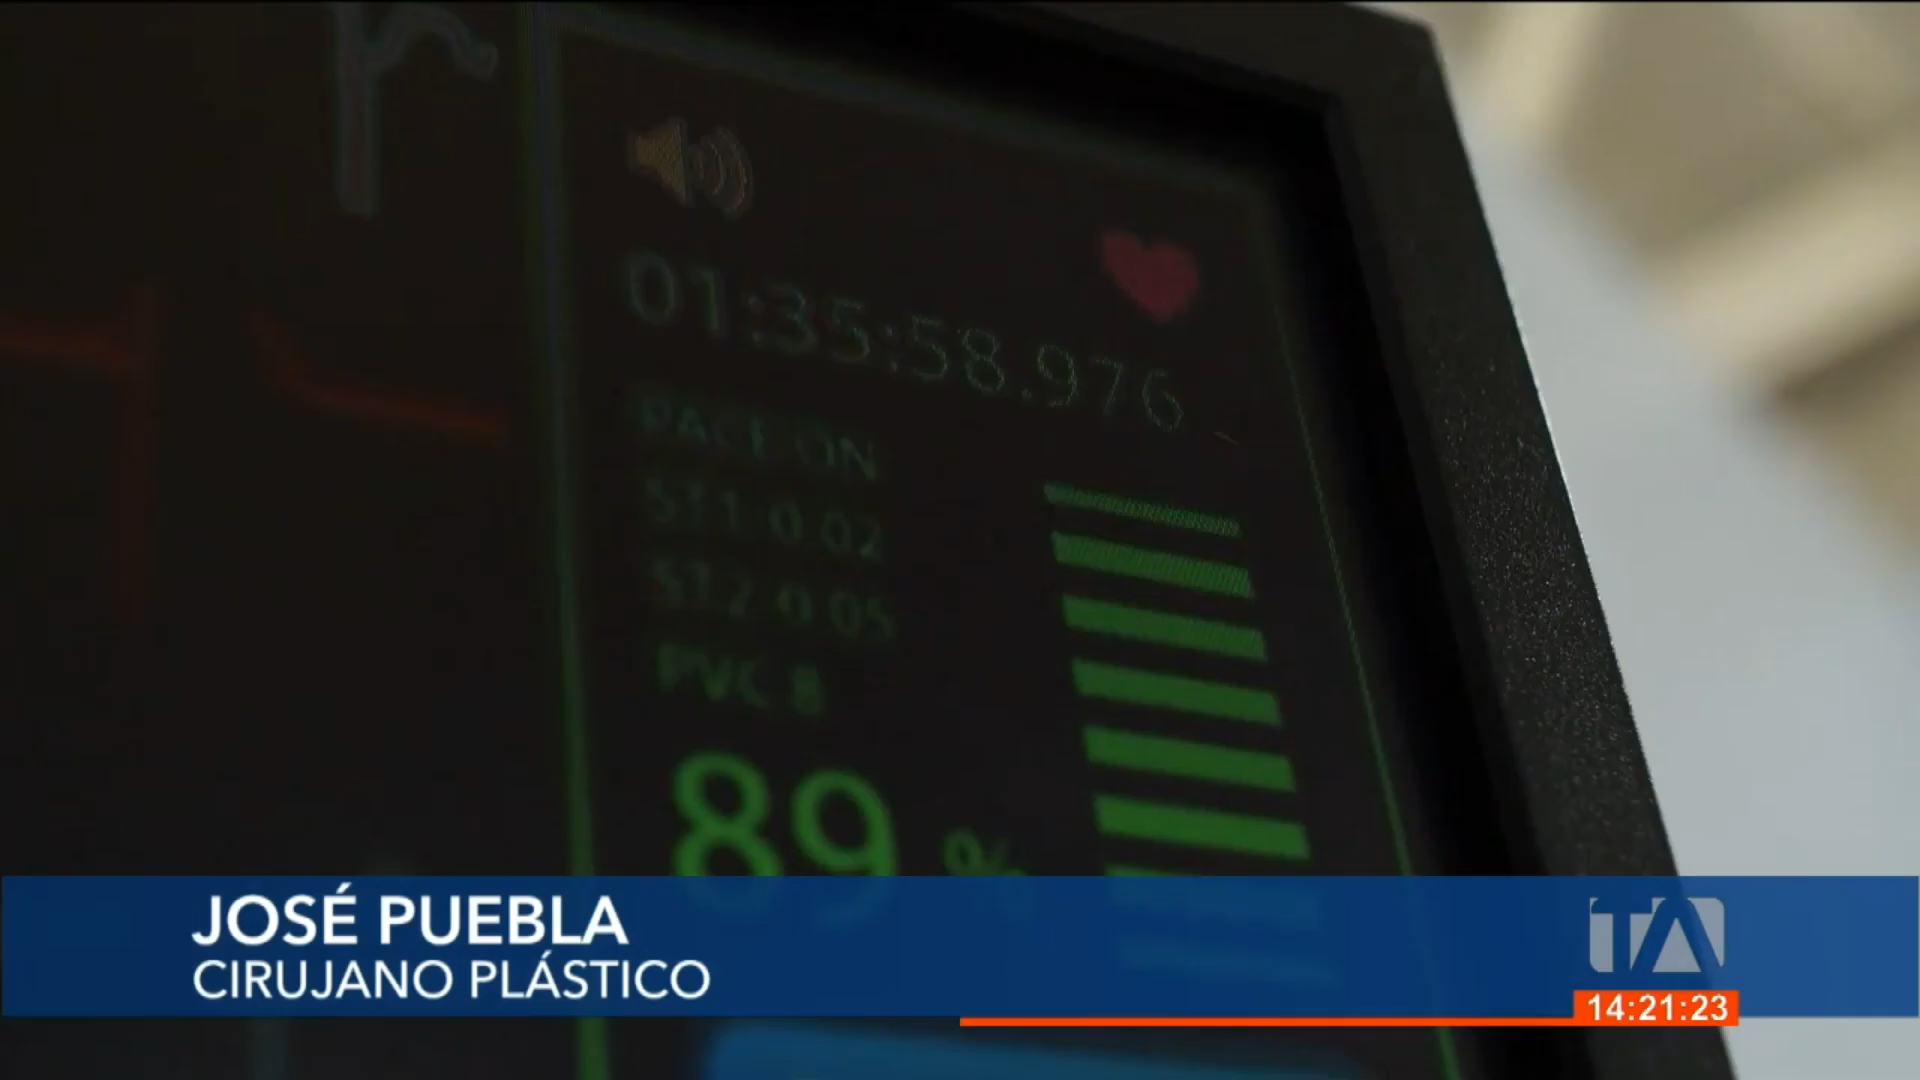 01:35:58.976
PACE ON
ST1 0.02
ST2 0.05
PVC 8
89 %
JOSÉ PUEBLA
CIRUJANO PLÁSTICO
TA
14:21:23